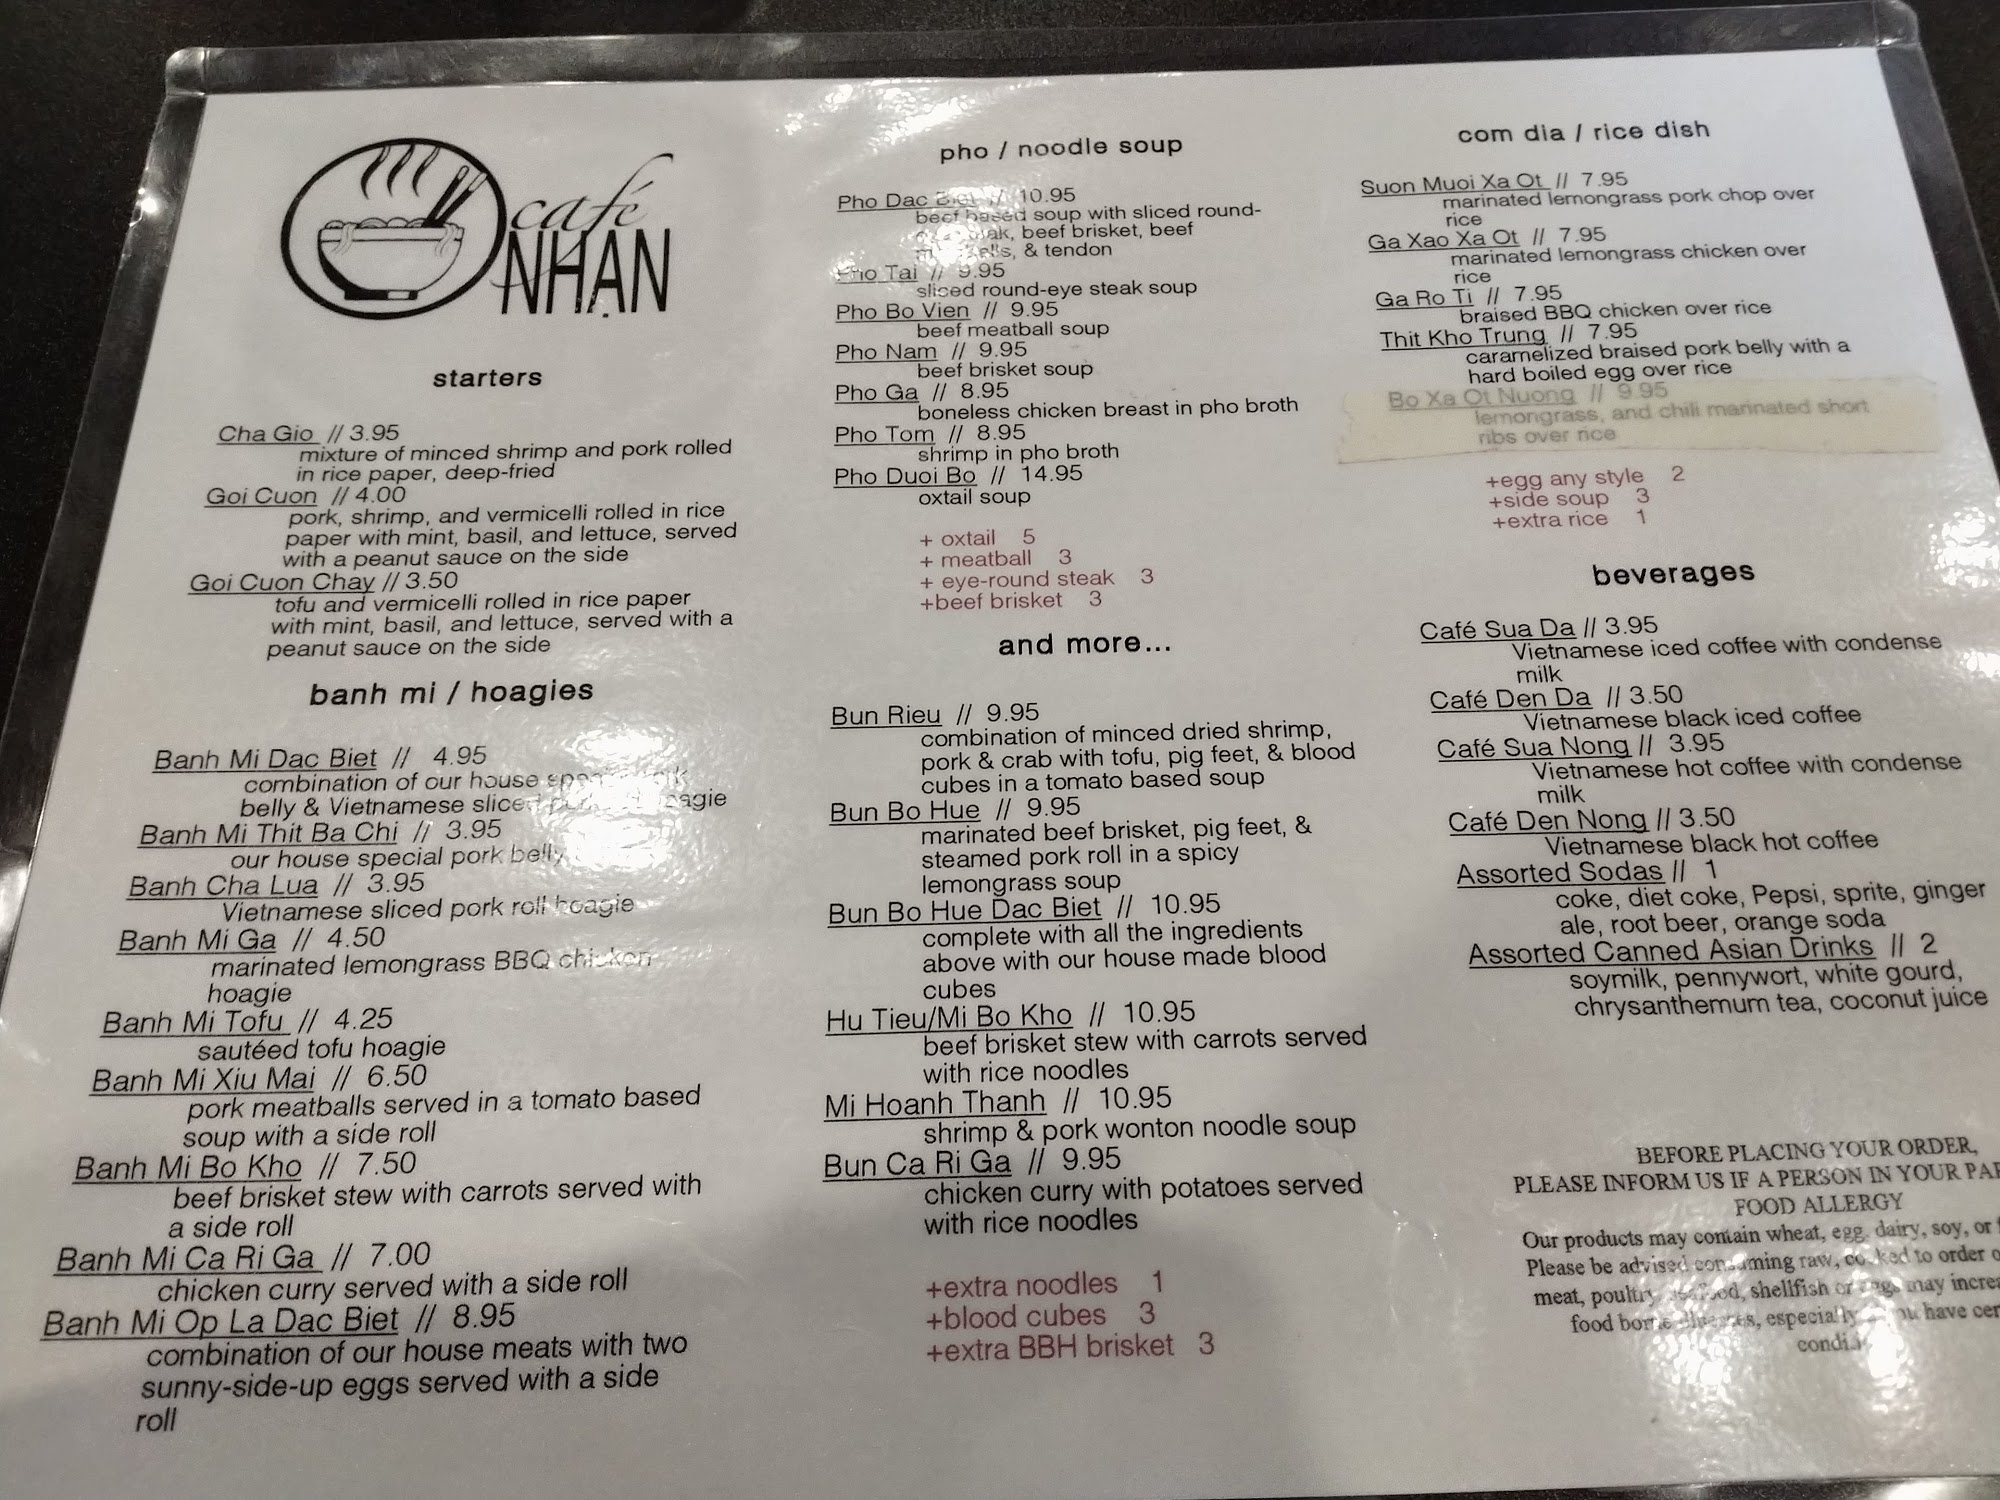 café
NHÂN
starters
Cha Gio // 3.95
mixture of minced shrimp and pork rolled
in rice paper, deep-fried
Goi Cuon // 4.00
pork, shrimp, and vermicelli rolled in rice
paper with mint, basil, and lettuce, served
with a peanut sauce on the side
Goi Cuon Chay // 3.50
tofu and vermicelli rolled in rice paper
with mint, basil, and lettuce, served with a
peanut sauce on the side
banh mi / hoagies
Banh Mi Dac Biet // 4.95
combination of our house
belly & Vietnamese sliced
Banh Mi Thit Ba Chi // 3.95
our house special pork belly
Banh Cha Lua // 3.95
Vietnamese sliced pork roll hoagie
Banh Mi Ga // 4.50
marinated lemongrass BBQ chicken
hoagie
Banh Mi Tofu // 4.25
sautéed tofu hoagie
Banh Mi Xiu Mai // 6.50
pork meatballs served in a tomato based
soup with a side roll
Banh Mi Bo Kho // 7.50
beef brisket stew with carrots served with
a side roll
Banh Mi Ca Ri Ga // 7.00
chicken curry served with a side roll
Banh Mi Op La Dac Biet // 8.95
combination of our house meats with two
sunny-side-up eggs served with a side
roll
pho / noodle soup
Pho Dac Biet // 10.95
beef based soup with sliced round-
beef brisket, beef
& tendon
Pho Tai // 9.95
sliced round-eye steak soup
Pho Bo Vien // 9.95
beef meatball soup
Pho Nam // 9.95
beef brisket soup
Pho Ga // 8.95
boneless chicken breast in pho broth
Pho Tom // 8.95
shrimp in pho broth
Pho Duoi Bo // 14.95
oxtail soup
+ oxtail 5
+ meatball 3
+ eye-round steak 3
+beef brisket 3
and more...
Bun Rieu // 9.95
combination of minced dried shrimp,
pork & crab with tofu, pig feet, & blood
cubes in a tomato based soup
Bun Bo Hue // 9.95
marinated beef brisket, pig feet, &
steamed pork roll in a spicy
lemongrass soup
Bun Bo Hue Dac Biet // 10.95
complete with all the ingredients
above with our house made blood
cubes
Hu Tieu/Mi Bo Kho // 10.95
beef brisket stew with carrots served
with rice noodles
Mi Hoanh Thanh // 10.95
shrimp & pork wonton noodle soup
Bun Ca Ri Ga // 9.95
chicken curry with potatoes served
with rice noodles
+extra noodles 1
+blood cubes 3
+extra BBH brisket 3
com dia / rice dish
Suon Muoi Xa Ot // 7.95
marinated lemongrass pork chop over
rice
Ga Xao Xa Ot // 7.95
marinated lemongrass chicken over
rice
Ga Ro Ti // 7.95
braised BBQ chicken over rice
Thit Kho Trung // 7.95
caramelized braised pork belly with a
hard boiled egg over rice
Bo Xa Ot Nuong // 9.95
lemongrass, and chili marinated short
ribs over rice
+egg any style 2
+side soup 3
+extra rice 1
beverages
Café Sua Da // 3.95
Vietnamese iced coffee with condense
milk
Café Den Da // 3.50
Vietnamese black iced coffee
Café Sua Nong // 3.95
Vietnamese hot coffee with condense
milk
Café Den Nong // 3.50
Vietnamese black hot coffee
Assorted Sodas // 1
coke, diet coke, Pepsi, sprite, ginger
ale, root beer, orange soda
Assorted Canned Asian Drinks // 2
soymilk, pennywort, white gourd,
chrysanthemum tea, coconut juice
BEFORE PLACING YOUR ORDER,
PLEASE INFORM US IF A PERSON IN YOUR
FOOD ALLERGY
Our products may contain wheat, egg, dairy, soy, or
Please be advised consuming raw, cooked to order
meat, poultry, seafood, shellfish or eggs may
food borne illnesses, especially you have